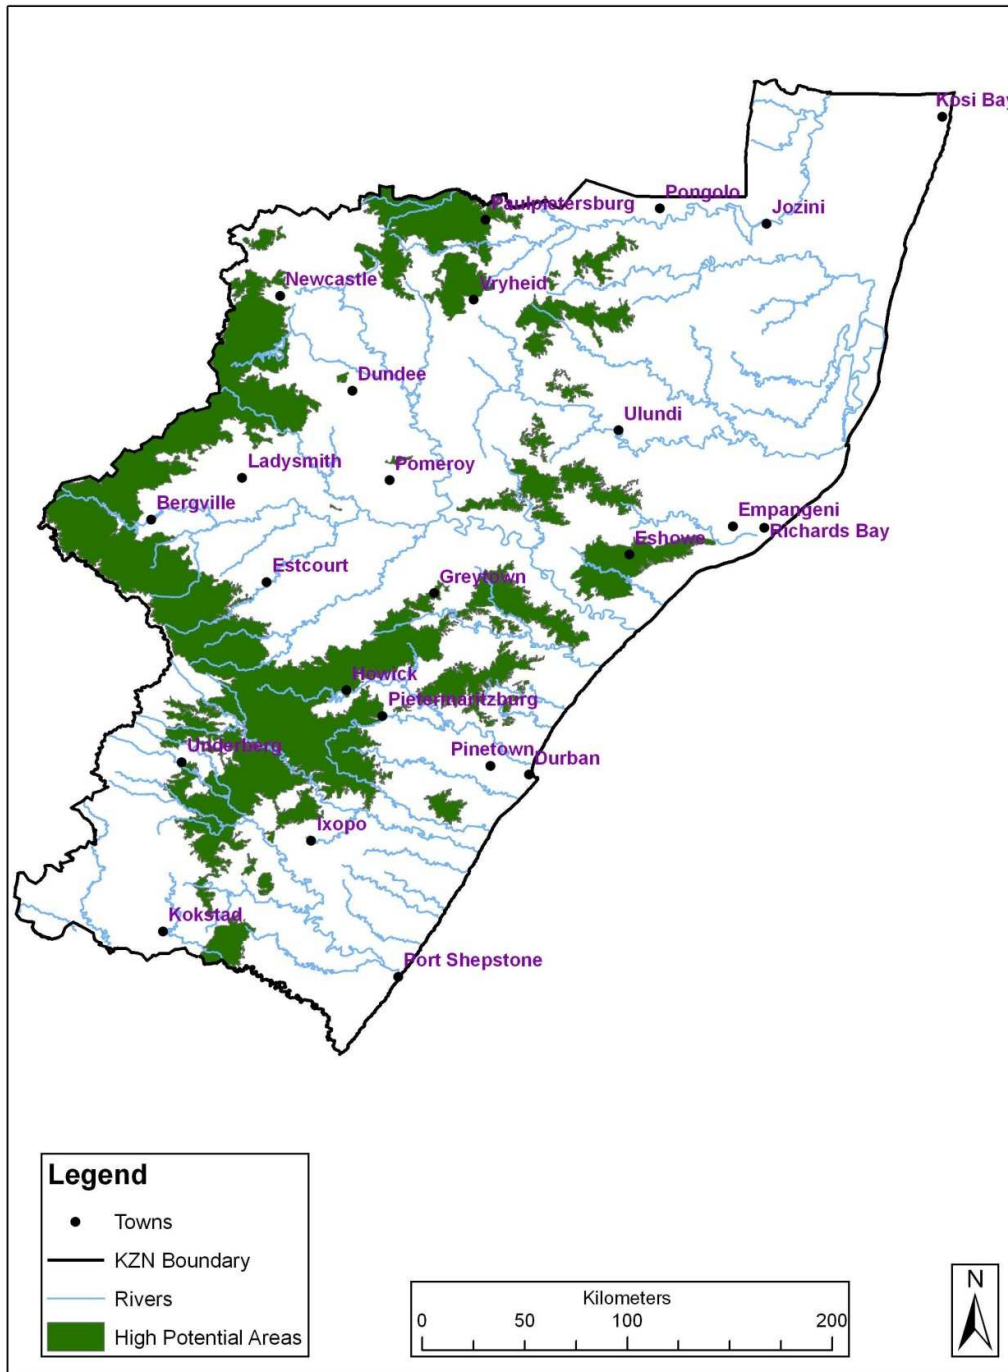 Kosi Bay
Pongolo
Paulpietersburg
Jozini
Newcastle
Vryheid
Dundee
Ulundi
Ladysmith
Pomeroy
Bergville
Empangeni
Richards Bay
Eshowe
Estcourt
Greytown
Howick
Pietermaritzburg
Underberg
Pinetown
Durban
Ixopo
Kokstad
Port Shepstone
Legend
Towns
KZN Boundary
Rivers
High Potential Areas
Kilometers
0 50 100 200
N